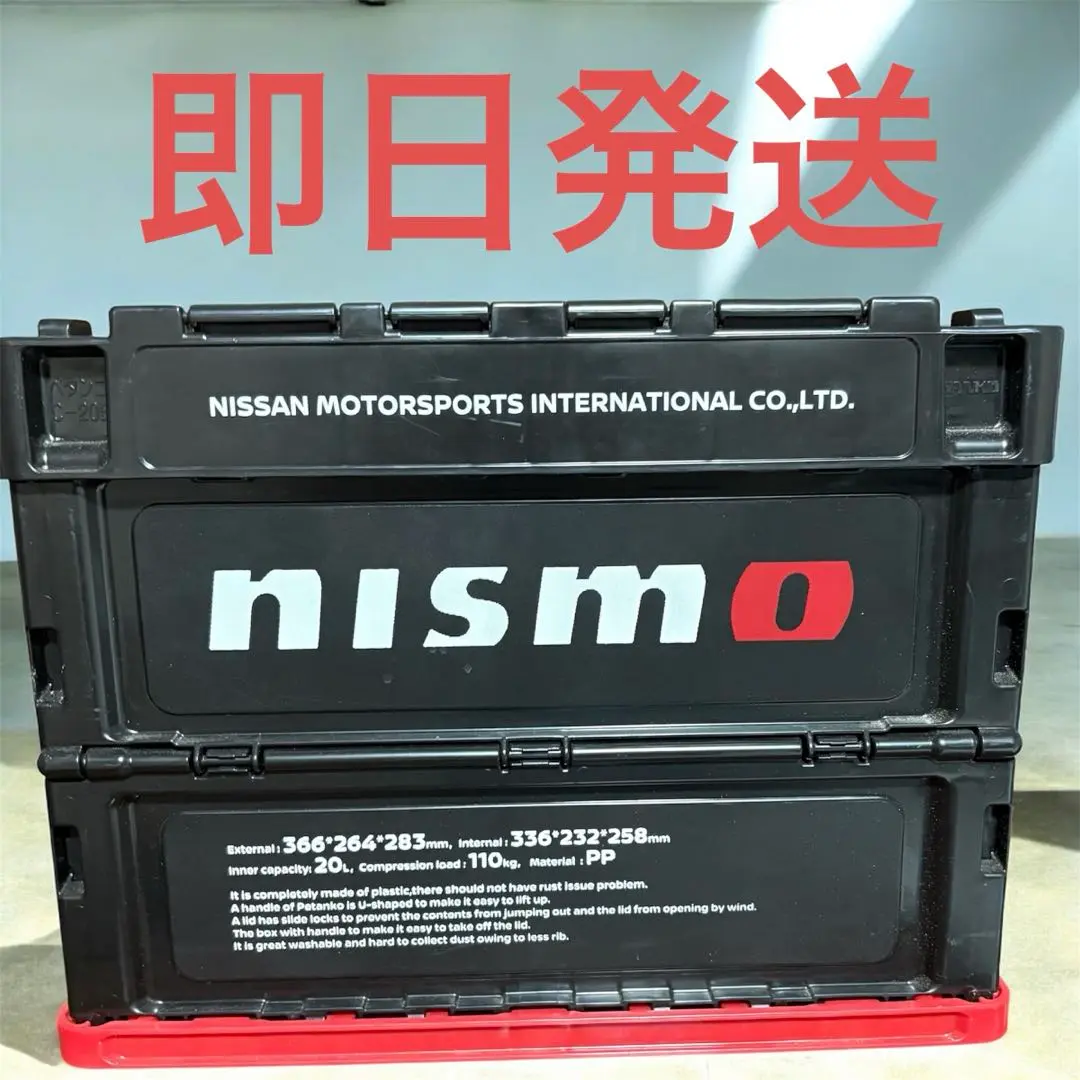 即日発送
NISSAN MOTORSPORTS INTERNATIONAL CO.,LTD.
nismo
External : 366*264*283mm, Internal : 336*232*258mm
Inner capacity: 20L, Compression load : 110kg, Material : PP
It is completely made of plastic,there should not have rust issue problem.
A handle of Petanko is U-shaped to make it easy to lift up.
A lid has slide locks to prevent the contents from jumping out and the lid from opening by wind.
The box with handle to make it easy to take off the lid.
It is great washable and hard to collect dust owing to less rib.